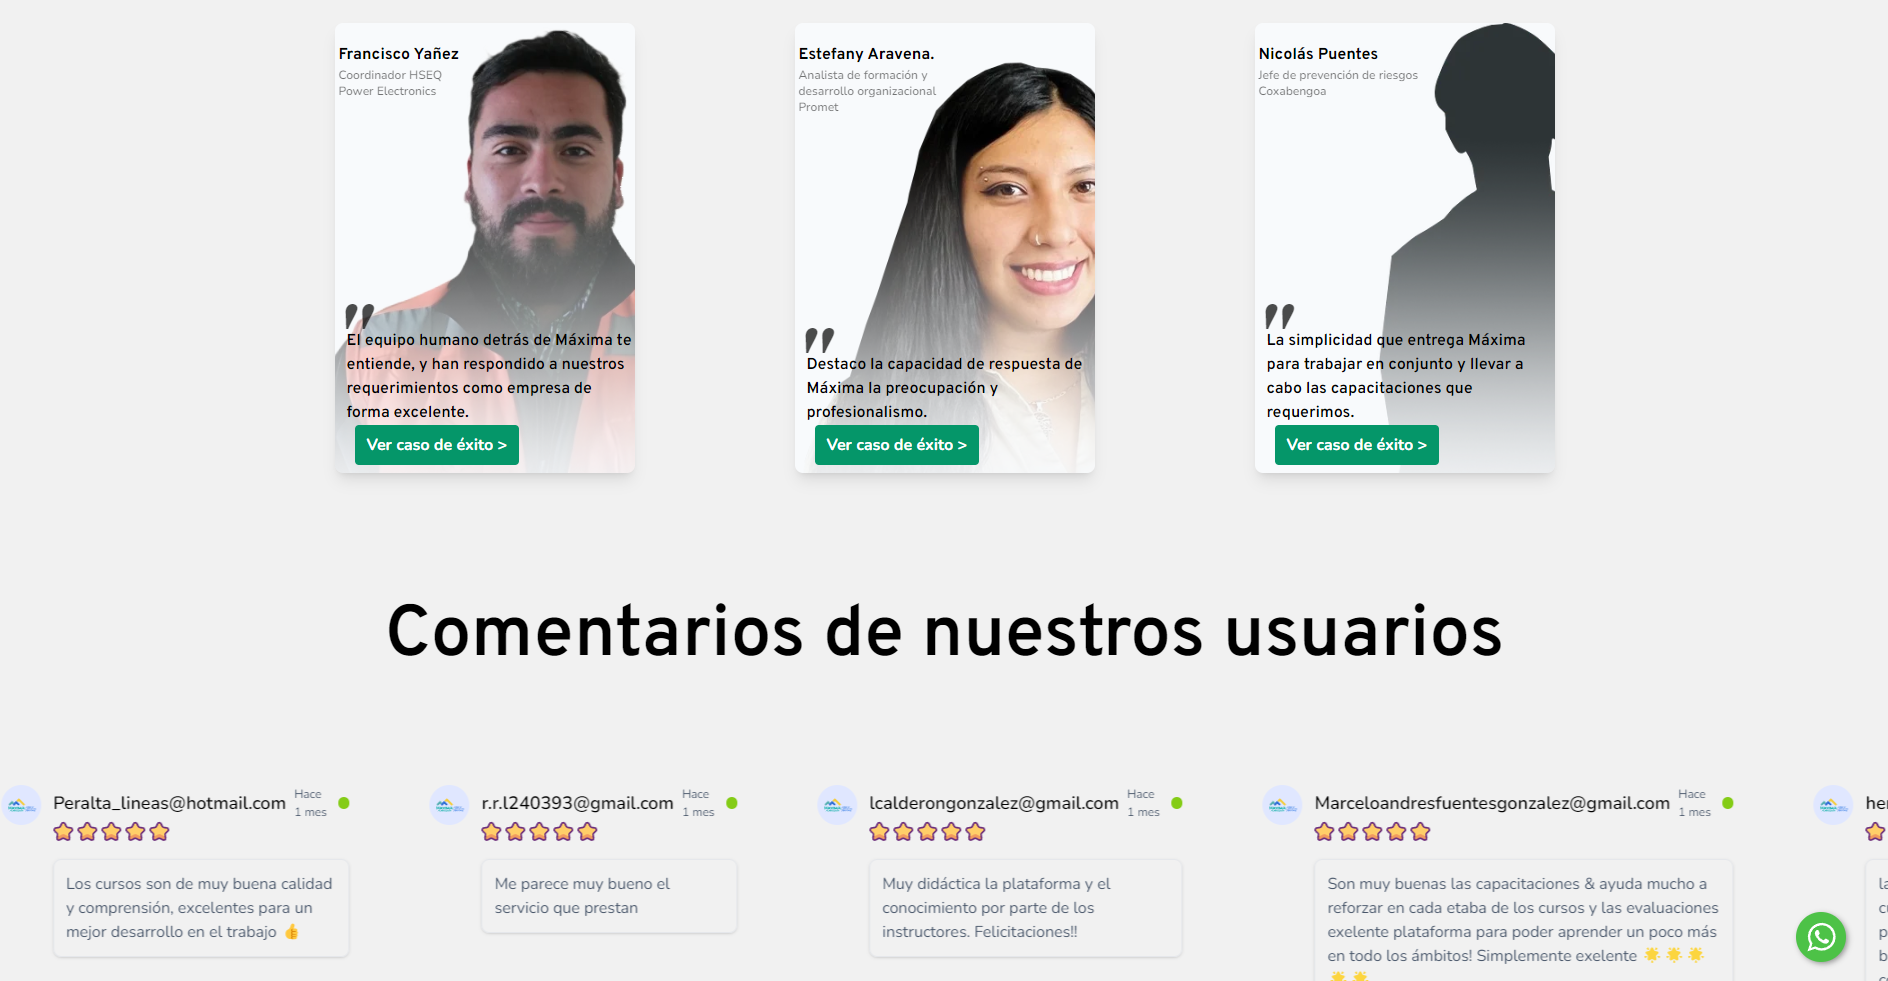 Francisco Yañez
Coordinador HSEQ
Power Electronics
"
El equipo humano detrás de Máxima te
entiende, y han respondido a nuestros
requerimientos como empresa de
forma excelente.
Ver caso de éxito >
Estefany Aravena.
Analista de formación y
desarrollo organizacional
Promet
"
Destaco la capacidad de respuesta de
Máxima la preocupación y
profesionalismo.
Ver caso de éxito >
Nicolás Puentes
Jefe de prevención de riesgos
Coxabengoa
"
La simplicidad que entrega Máxima
para trabajar en conjunto y llevar a
cabo las capacitaciones que
requerimos.
Ver caso de éxito >
Comentarios de nuestros usuarios
Peralta_lineas@hotmail.com
Hace
1 mes
Los cursos son de muy buena calidad
y comprensión, excelentes para un
mejor desarrollo en el trabajo 👍
r.r.l240393@gmail.com
Hace
1 mes
Me parece muy bueno el
servicio que prestan
lcalderongonzalez@gmail.com
Hace
1 mes
Muy didáctica la plataforma y el
conocimiento por parte de los
instructores. Felicitaciones!!
Marceloandresfuentesgonzalez@gmail.com
Hace
1 mes
Son muy buenas las capacitaciones & ayuda mucho a
reforzar en cada etaba de los cursos y las evaluaciones
exelente plataforma para poder aprender un poco más
en todo los ámbitos! Simplemente exelente 🌟 🌟 🌟
🌟 🌟